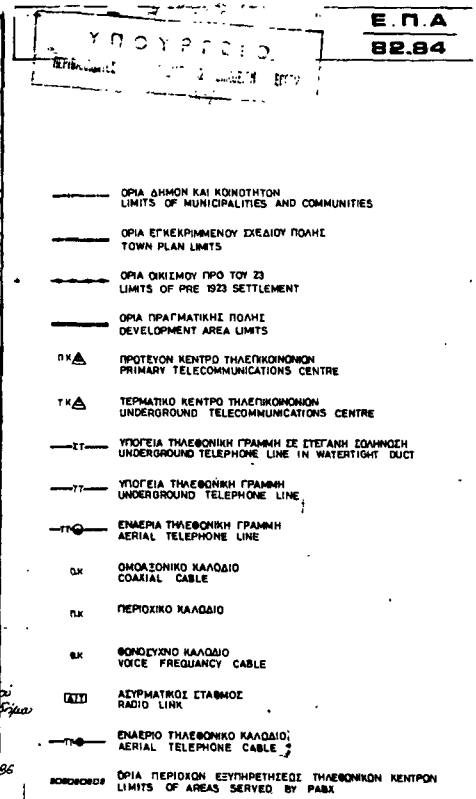 Ε.Π.Α
82.84
ΥΠΟΥΡΓΕΙΟ
ΟΡΙΑ ΔΗΜΩΝ ΚΑΙ ΚΟΙΝΟΤΗΤΩΝ
LIMITS OF MUNICIPALITIES AND COMMUNITIES
ΟΡΙΑ ΕΓΚΕΚΡΙΜΜΕΝΟΥ ΣΧΕΔΙΟΥ ΠΟΛΗΣ
TOWN PLAN LIMITS
ΟΡΙΑ ΟΙΚΙΣΜΟΥ ΠΡΟ ΤΟΥ 23
LIMITS OF PRE 1923 SETTLEMENT
ΟΡΙΑ ΠΡΑΓΜΑΤΙΚΗΣ ΠΟΛΗΣ
DEVELOPMENT AREA LIMITS
ΠΚ ΠΡΟΤΕΥΟΝ ΚΕΝΤΡΟ ΤΗΛΕΠΙΚΟΙΝΩΝΙΩΝ
PRIMARY TELECOMMUNICATIONS CENTRE
ΤΚ ΤΕΡΜΑΤΙΚΟ ΚΕΝΤΡΟ ΤΗΛΕΠΙΚΟΙΝΩΝΙΩΝ
UNDERGROUND TELECOMMUNICATIONS CENTRE
ΣΤ ΥΠΟΓΕΙΑ ΤΗΛΕΦΩΝΙΚΗ ΓΡΑΜΜΗ ΣΕ ΣΤΕΓΑΝΗ ΣΩΛΗΝΩΣΗ
UNDERGROUND TELEPHONE LINE IN WATERTIGHT DUCT
ΥΠΟΓΕΙΑ ΤΗΛΕΦΩΝΙΚΗ ΓΡΑΜΜΗ
UNDERGROUND TELEPHONE LINE
ΕΝΑΕΡΙΑ ΤΗΛΕΦΩΝΙΚΗ ΓΡΑΜΜΗ
AERIAL TELEPHONE LINE
Ο.Κ ΟΜΟΑΞΟΝΙΚΟ ΚΑΛΩΔΙΟ
COAXIAL CABLE
Π.Κ ΠΕΡΙΟΧΙΚΟ ΚΑΛΩΔΙΟ
Φ.Κ ΦΩΝΟΣΥΧΝΟ ΚΑΛΩΔΙΟ
VOICE FREQUANCY CABLE
ΑΣΥΡΜΑΤΙΚΟΣ ΣΤΑΘΜΟΣ
RADIO LINK
ΕΝΑΕΡΙΟ ΤΗΛΕΦΩΝΙΚΟ ΚΑΛΩΔΙΟ
AERIAL TELEPHONE CABLE
ΟΡΙΑ ΠΕΡΙΟΧΩΝ ΕΞΥΠΗΡΕΤΗΣΕΩΣ ΤΗΛΕΦΩΝΙΚΩΝ ΚΕΝΤΡΩΝ
LIMITS OF AREAS SERVED BY PABX